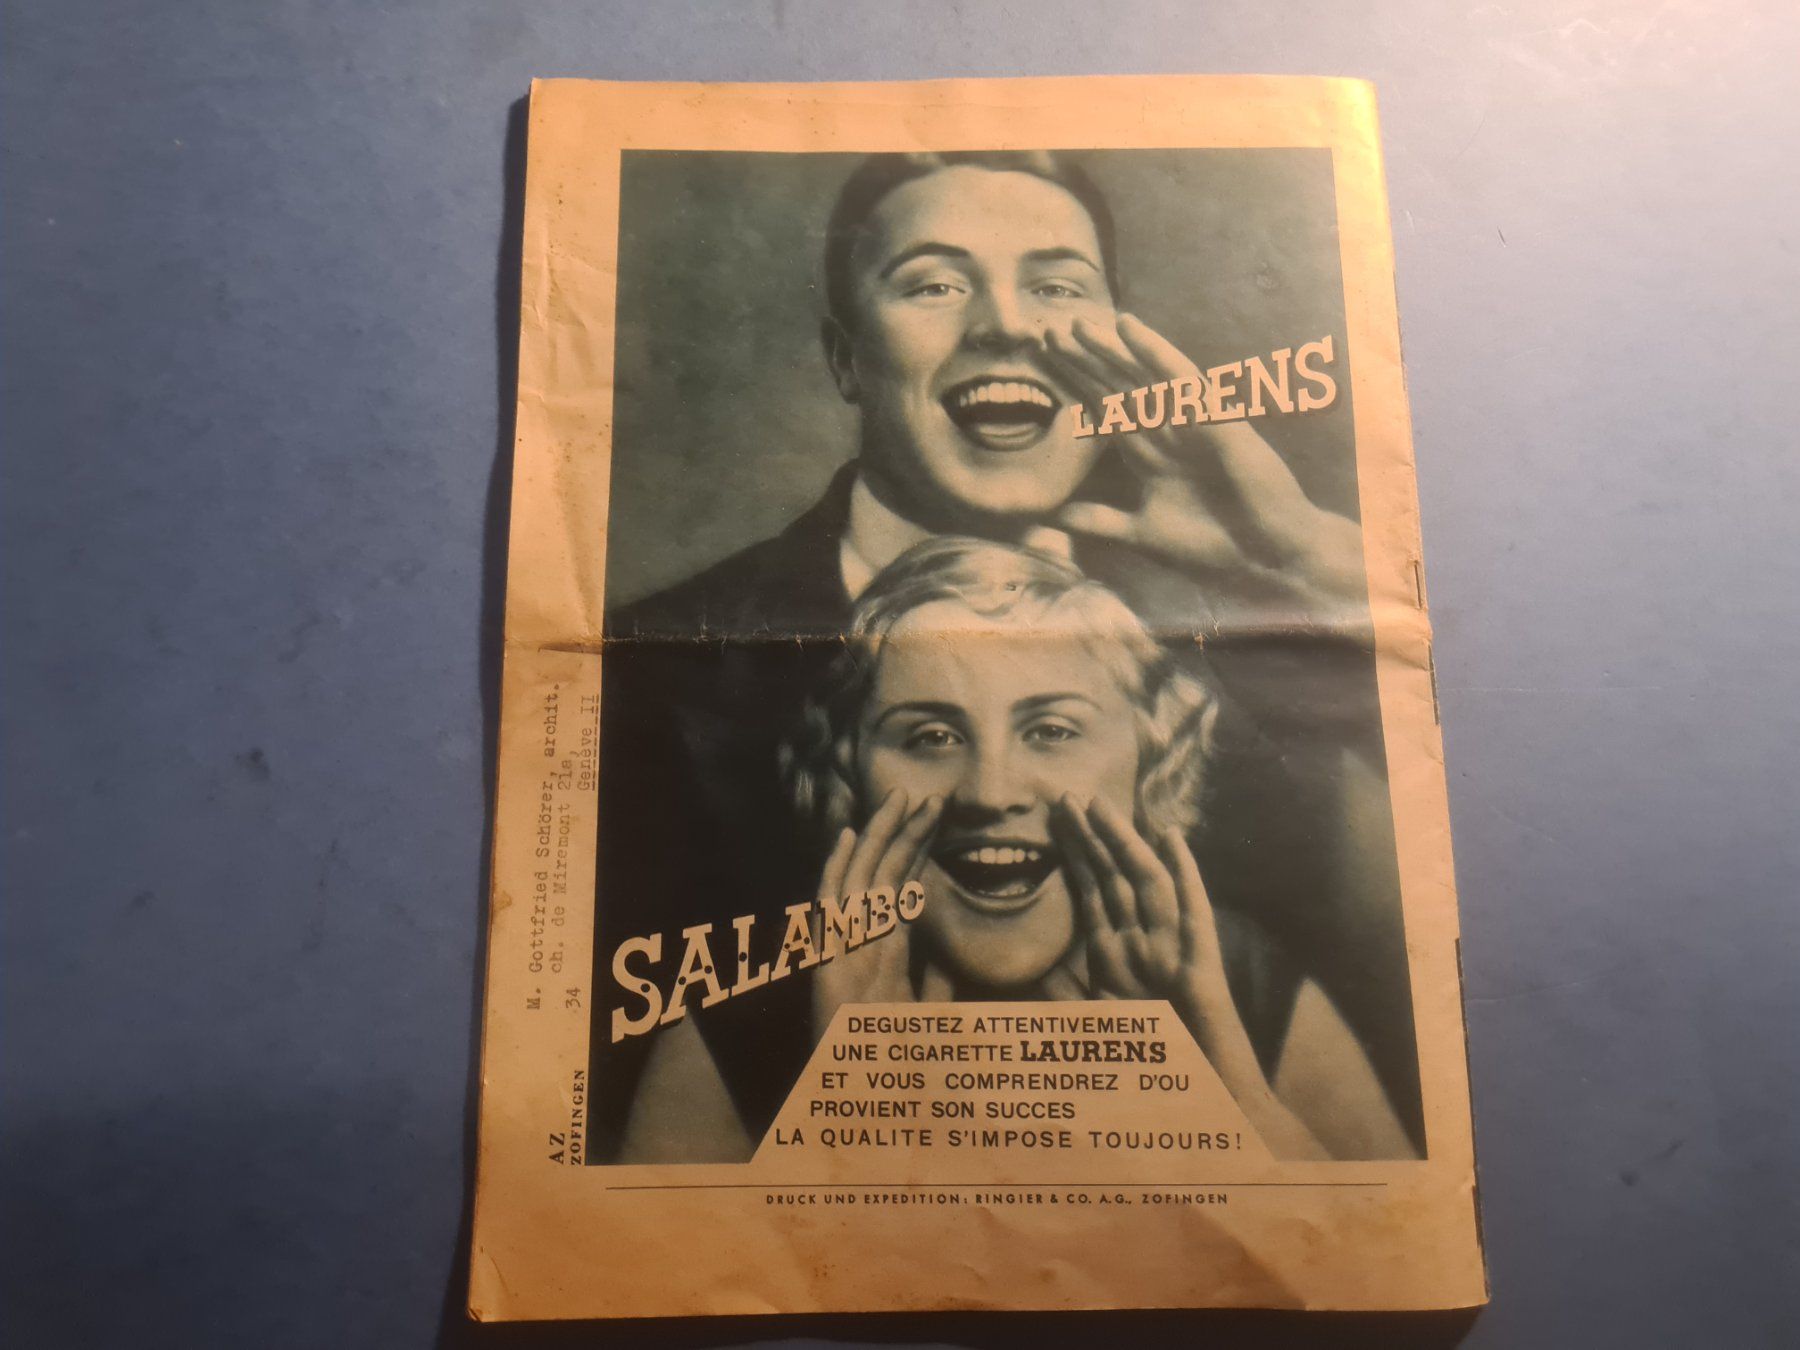 LAURENS
SALAMBO
DEGUSTEZ ATTENTIVEMENT
UNE CIGARETTE LAURENS
ET VOUS COMPRENDREZ D'OU
PROVIENT SON SUCCES
LA QUALITE S'IMPOSE TOUJOURS!
DRUCK UND EXPEDITION: RINGIER & CO. A.G., ZOFINGEN
M. Gottfried Schörer, archit.
ch. de Miremont 21a,
34 Genève II
AZ
ZOFINGEN